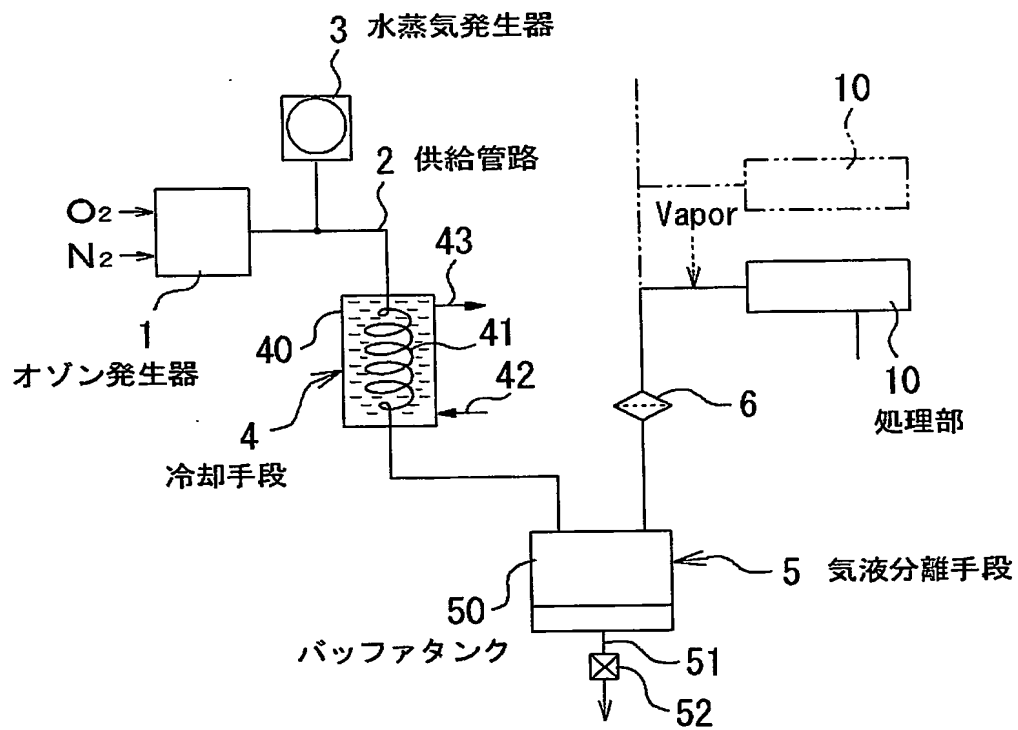 3 水蒸気発生器
10
2 供給管路
O2
Vapor
N2
43
1
40
41
オゾン発生器
42
10
6
4
処理部
冷却手段
5 気液分離手段
50
バッファタンク
51
52